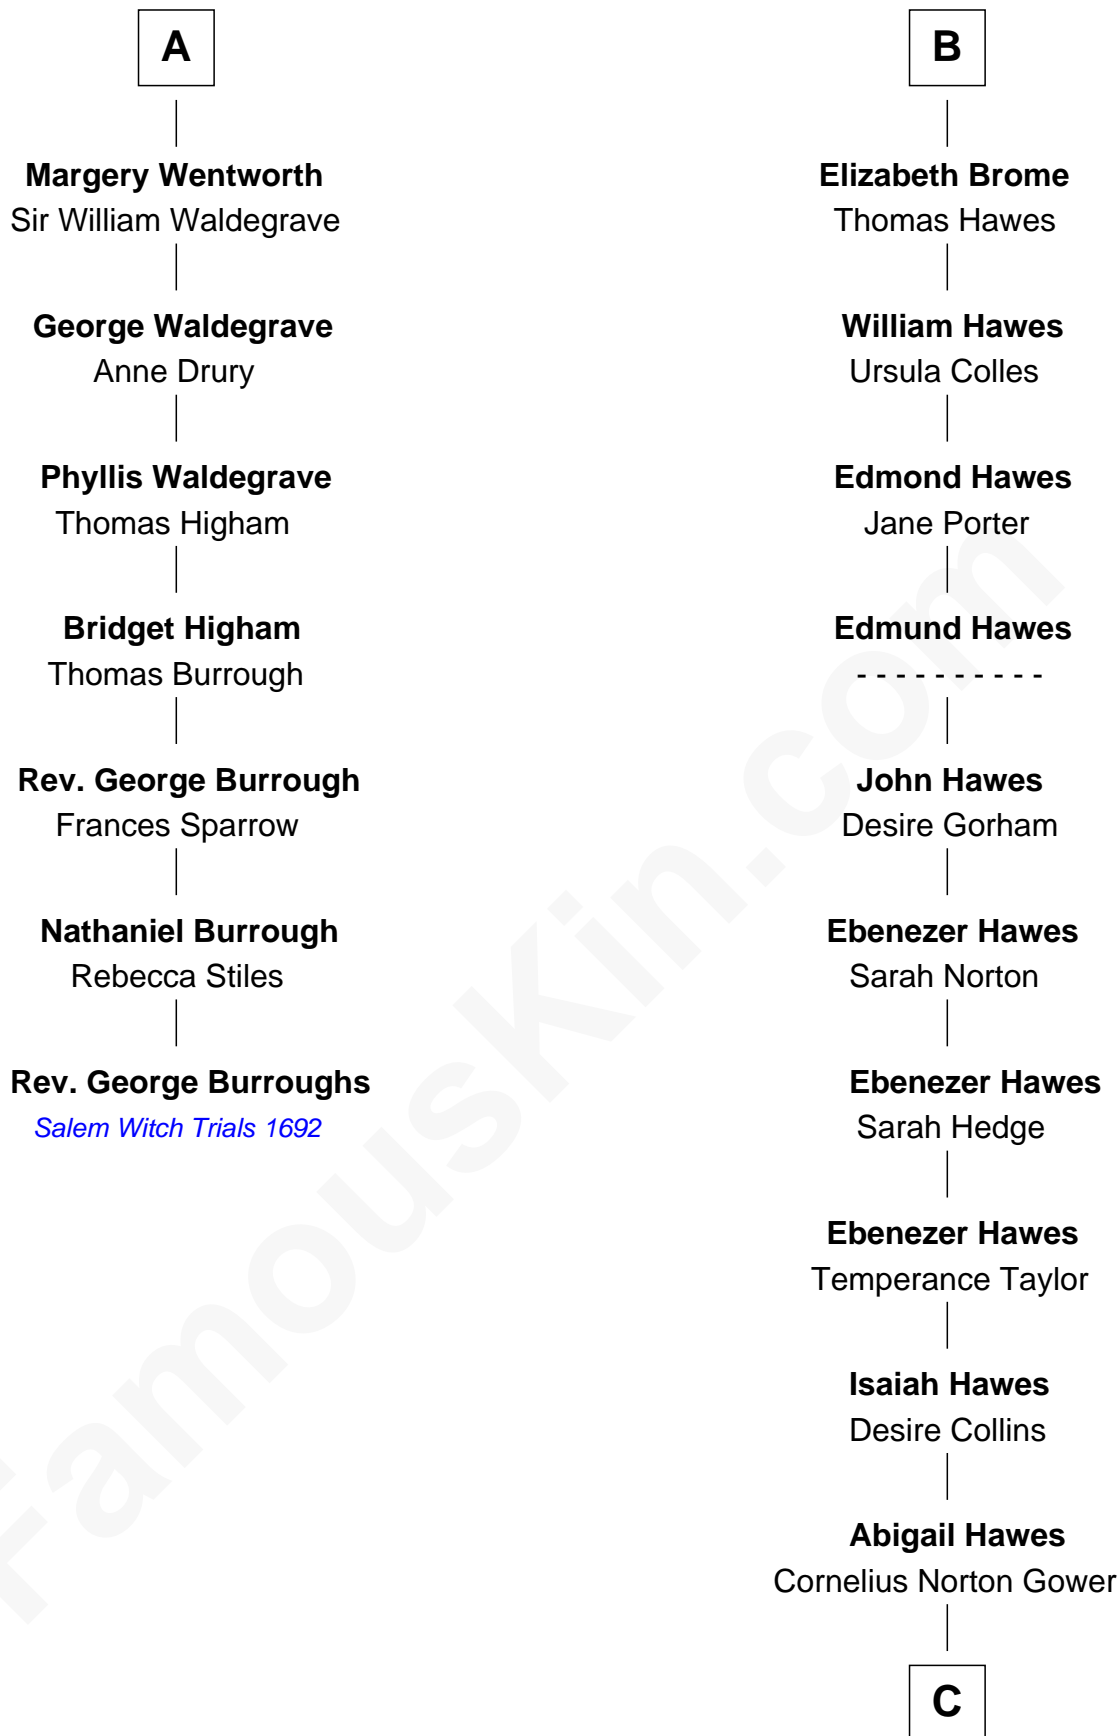 A
Margery Wentworth
Sir William Waldegrave
George Waldegrave
Anne Drury
Phyllis Waldegrave
Thomas Higham
Bridget Higham
Thomas Burrough
Rev. George Burrough
Frances Sparrow
Nathaniel Burrough
Rebecca Stiles
Rev. George Burroughs
Salem Witch Trials 1692
B
Elizabeth Brome
Thomas Hawes
William Hawes
Ursula Colles
Edmond Hawes
Jane Porter
Edmund Hawes
- - - - - - - - - -
John Hawes
Desire Gorham
Ebenezer Hawes
Sarah Norton
Ebenezer Hawes
Sarah Hedge
Ebenezer Hawes
Temperance Taylor
Isaiah Hawes
Desire Collins
Abigail Hawes
Cornelius Norton Gower
C
FamousKin.com